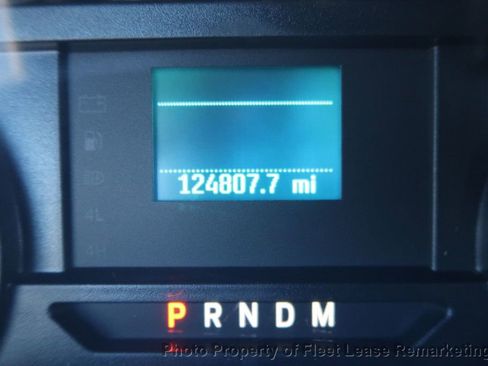 124807.7 mi
4L
4H
P R N D M
Photo Property of Fleet Lease Remarketing